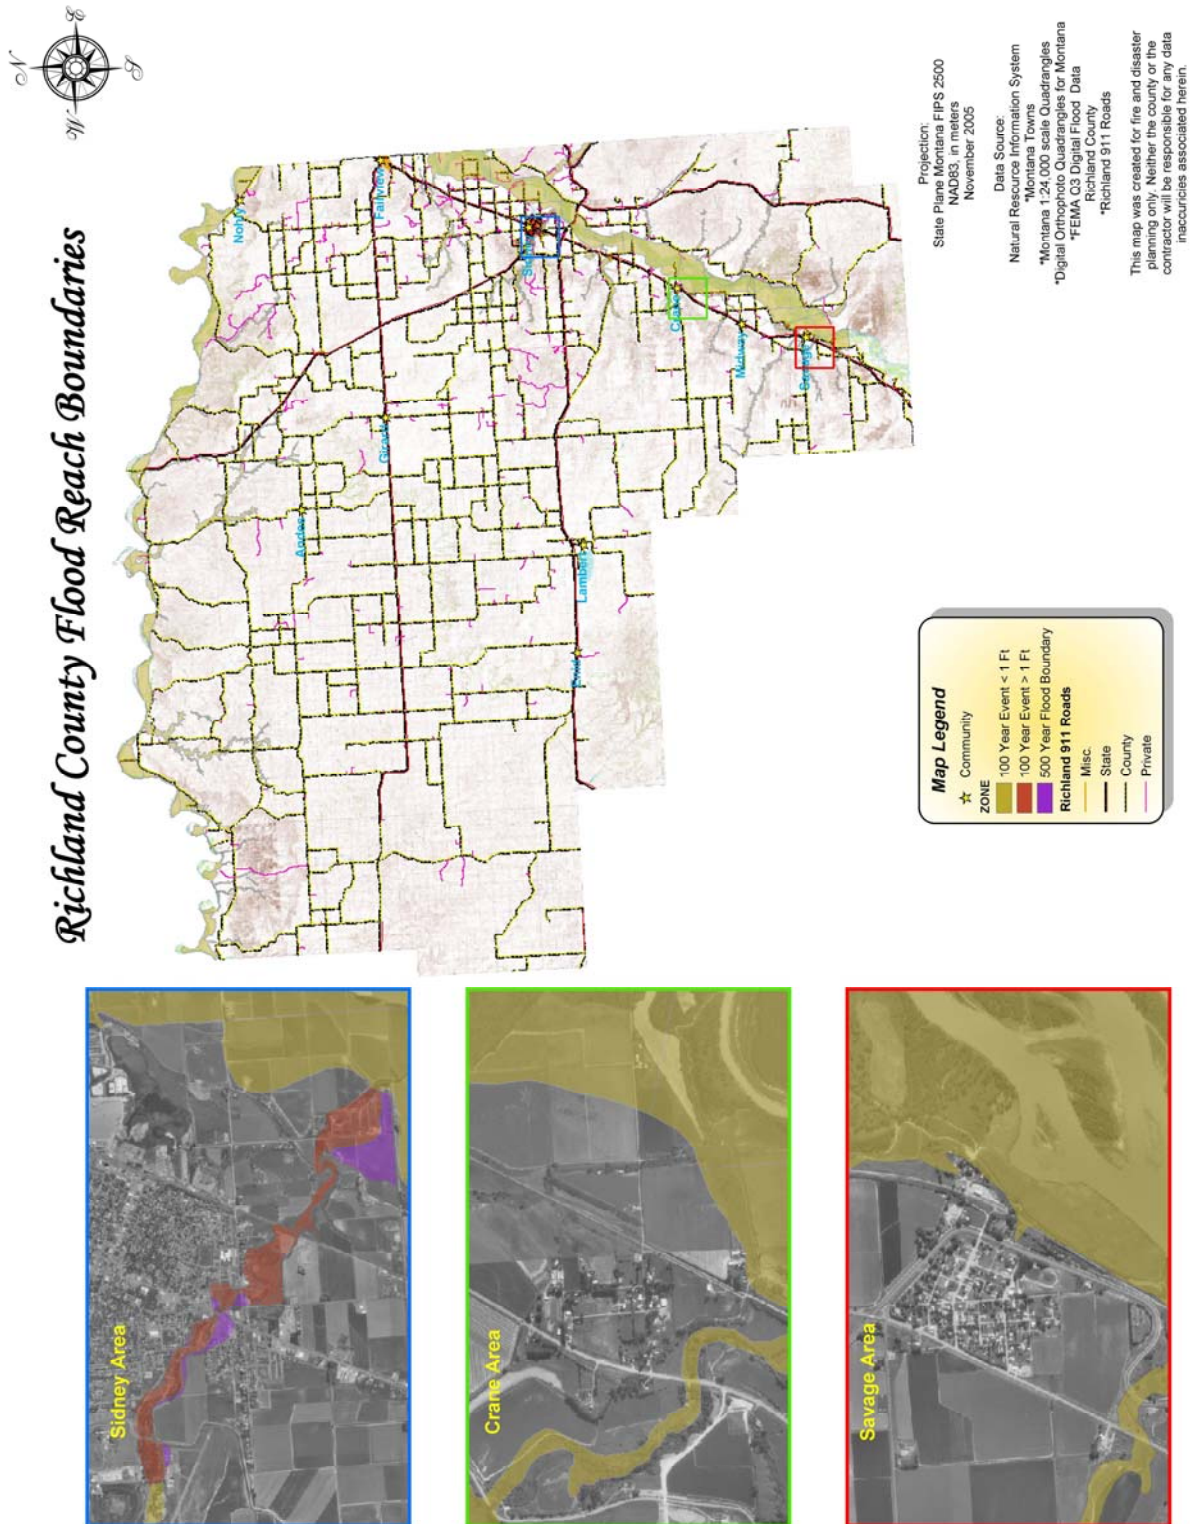 Richland County Flood Reach Boundaries
N
W
E
S
Nohly
Fairview
Sidney
Crane
Midway
Savage
Girard
Andes
Lambert
Enid
Sidney Area
Crane Area
Savage Area
Map Legend
Community
ZONE
100 Year Event < 1 Ft
100 Year Event > 1 Ft
500 Year Flood Boundary
Richland 911 Roads
Misc.
State
County
Private
Projection:
State Plane Montana FIPS 2500
NAD83, in meters
November 2005
Data Source:
Natural Resource Information System
*Montana Towns
*Montana 1:24,000 scale Quadrangles
*Digital Orthophoto Quadrangles for Montana
*FEMA Q3 Digital Flood Data
Richland County
*Richland 911 Roads
This map was created for fire and disaster
planning only. Neither the county or the
contractor will be responsible for any data
inaccuricies associated herein.